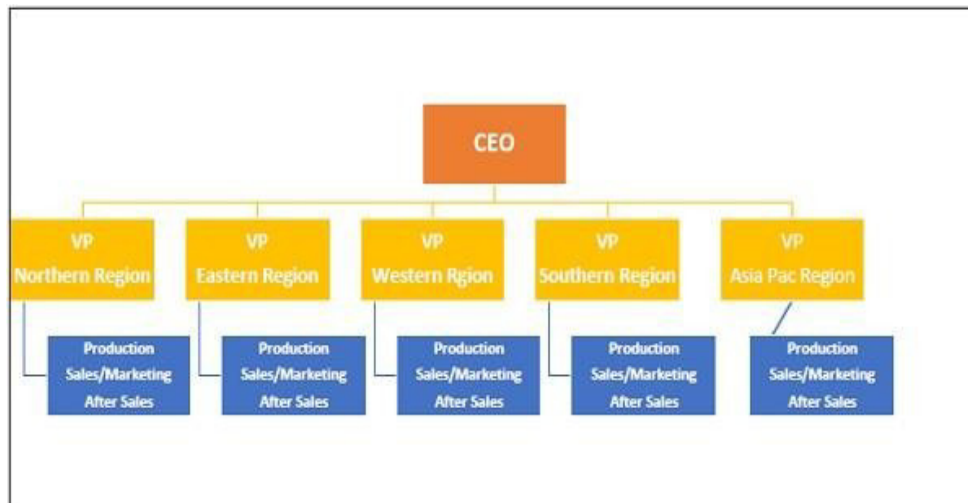 CEO
VP
Northern Region
VP
Eastern Region
VP
Western Rgion
VP
Southern Region
VP
Asia Pac Region
Production
Sales/Marketing
After Sales
Production
Sales/Marketing
After Sales
Production
Sales/Marketing
After Sales
Production
Sales/Marketing
After Sales
Production
Sales/Marketing
After Sales